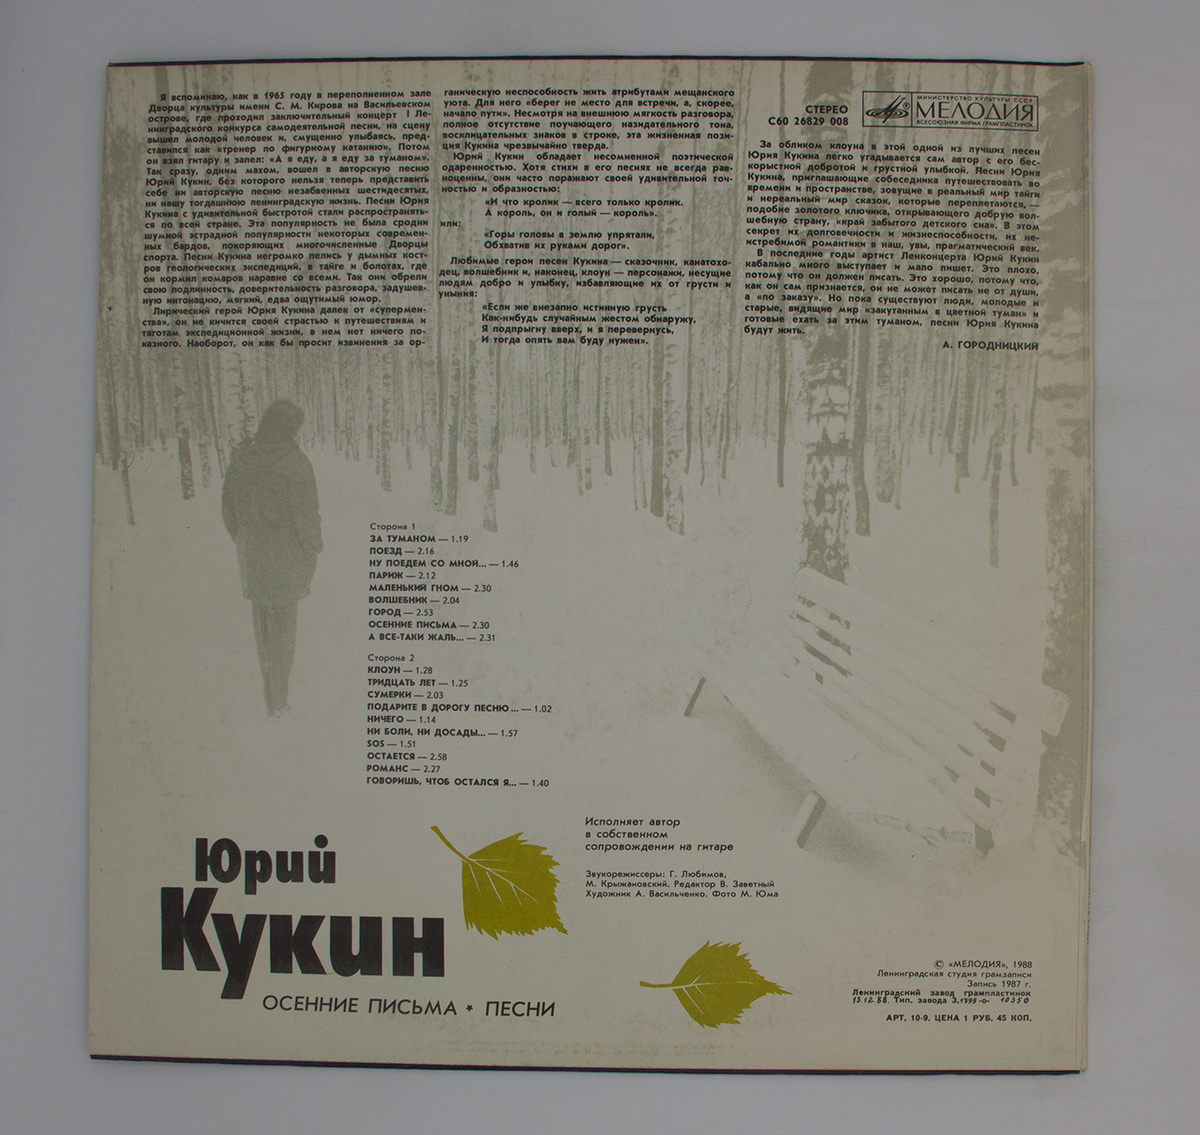 Я вспоминаю, как в 1965 году в переполненном зале
Дворца культуры имени С. М. Кирова на Васильевском
острове, где проходил заключительный концерт I Ле-
нинградского конкурса самодеятельной песни, на сцену
вышел молодой человек и, смущенно улыбаясь, пред-
ставился как «тренер по фигурному катанию». Потом
он взял гитару и запел: «А я еду, а я еду за туманом».
Так сразу, одним махом, вошел в авторскую песню
Юрий Кукин, без которого нельзя теперь представить
себе ни авторскую песню незабвенных шестидесятых,
ни нашу тогдашнюю ленинградскую жизнь. Песни Юрия
Кукина с удивительной быстротой стали распространять-
ся по всей стране. Эта популярность не была сродни
шумной эстрадной популярности некоторых современ-
ных бардов, покоряющих многочисленные Дворцы
спорта. Песни Кукина негромко пелись у дымных кост-
ров геологических экспедиций, в тайге и болотах, где
он кормил комаров наравне со всеми. Так они обрели
свою подлинность, доверительность разговора, задушев-
ную интонацию, мягкий, едва ощутимый юмор.
Лирический герой Юрия Кукина далек от «супермен-
ства», он не кичится своей страстью к путешествиям и
тяготам экспедиционной жизни, в нем нет ничего по-
казного. Наоборот, он как бы просит извинения за ор-
ганическую неспособность жить атрибутами мещанского
уюта. Для него «берег не место для встречи, а, скорее,
начало пути». Несмотря на внешнюю мягкость разговора,
полное отсутствие поучающего назидательного тона,
восклицательных знаков в строке, эта жизненная пози-
ция Кукина чрезвычайно тверда.
Юрий Кукин обладает несомненной поэтической
одаренностью. Хотя стихи в его песнях не всегда рав-
ноценны, они часто поражают своей удивительной точ-
ностью и образностью:
«И что кролик — всего только кролик.
А король, он и голый — король».
или:
«Горы головы в землю упрятали,
Обхватив их руками дорог».
Любимые герои песен Кукина — сказочник, канатохо-
дец, волшебник и, наконец, клоун — персонажи, несущие
людям добро и улыбку, избавляющие их от грусти и
уныния:
«Если же внезапно истинную грусть
Как-нибудь случайным жестом обнаружу,
Я подпрыгну вверх, и я перевернусь,
И тогда опять вам буду нужен».
СТЕРЕО
С60 26829 008
МИНИСТЕРСТВО КУЛЬТУРЫ СССР
МЕЛОДИЯ
ВСЕСОЮЗНАЯ ФИРМА ГРАМПЛАСТИНОК
За обликом клоуна в этой одной из лучших песен
Юрия Кукина легко угадывается сам автор с его бес-
корыстной добротой и грустной улыбкой. Песни Юрия
Кукина, приглашающие собеседника путешествовать во
времени и пространстве, зовущие в реальный мир тайги
и нереальный мир сказок, которые переплетаются, —
подобие золотого ключика, открывающего добрую вол-
шебную страну, «край забытого детского сна». В этом
секрет их долговечности и жизнеспособности, их не-
истребимой романтики в наш, увы, прагматический век.
В последние годы артист Ленконцерта Юрий Кукин
кабально много выступает и мало пишет. Это плохо,
потому что он должен писать. Это хорошо, потому что,
как он сам признается, он не может писать не от души,
а «по заказу». Но пока существуют люди, молодые и
старые, видящие мир «закутанным в цветной туман» и
готовые ехать за этим туманом, песни Юрия Кукина
будут жить.
А. ГОРОДНИЦКИЙ
Сторона 1
ЗА ТУМАНОМ — 1.19
ПОЕЗД — 2.16
НУ ПОЕДЕМ СО МНОЙ... — 1.46
ПАРИЖ — 2.12
МАЛЕНЬКИЙ ГНОМ — 2.30
ВОЛШЕБНИК — 2.04
ГОРОД — 2.53
ОСЕННИЕ ПИСЬМА — 2.30
А ВСЕ-ТАКИ ЖАЛЬ... — 2.31
Сторона 2
КЛОУН — 1.28
ТРИДЦАТЬ ЛЕТ — 1.25
СУМЕРКИ — 2.03
ПОДАРИТЕ В ДОРОГУ ПЕСНЮ... — 1.02
НИЧЕГО — 1.14
НИ БОЛИ, НИ ДОСАДЫ... — 1.57
SOS — 1.51
ОСТАЕТСЯ — 2.58
РОМАНС — 2.27
ГОВОРИШЬ, ЧТОБ ОСТАЛСЯ Я... — 1.40
Исполняет автор
в собственном
сопровождении на гитаре
Звукорежиссеры: Г. Любимов,
М. Крыжановский. Редактор В. Заветный
Художник А. Васильченко. Фото М. Юма
Юрий
Кукин
ОСЕННИЕ ПИСЬМА * ПЕСНИ
© «МЕЛОДИЯ», 1988
Ленинградская студия грамзаписи
Запись 1987 г.
Ленинградский завод грампластинок
15.12.88. Тип. завода З.1399-о- 10350
АРТ. 10-9. ЦЕНА 1 РУБ. 45 КОП.